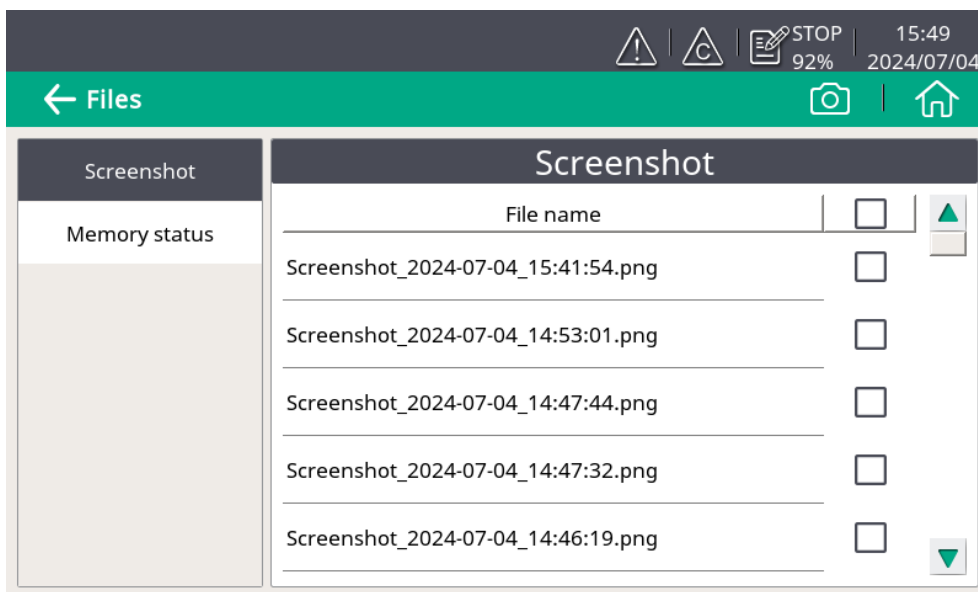 STOP 15:49
92% 2024/07/04
Files
Screenshot
Memory status
Screenshot
File name
Screenshot_2024-07-04_15:41:54.png
Screenshot_2024-07-04_14:53:01.png
Screenshot_2024-07-04_14:47:44.png
Screenshot_2024-07-04_14:47:32.png
Screenshot_2024-07-04_14:46:19.png